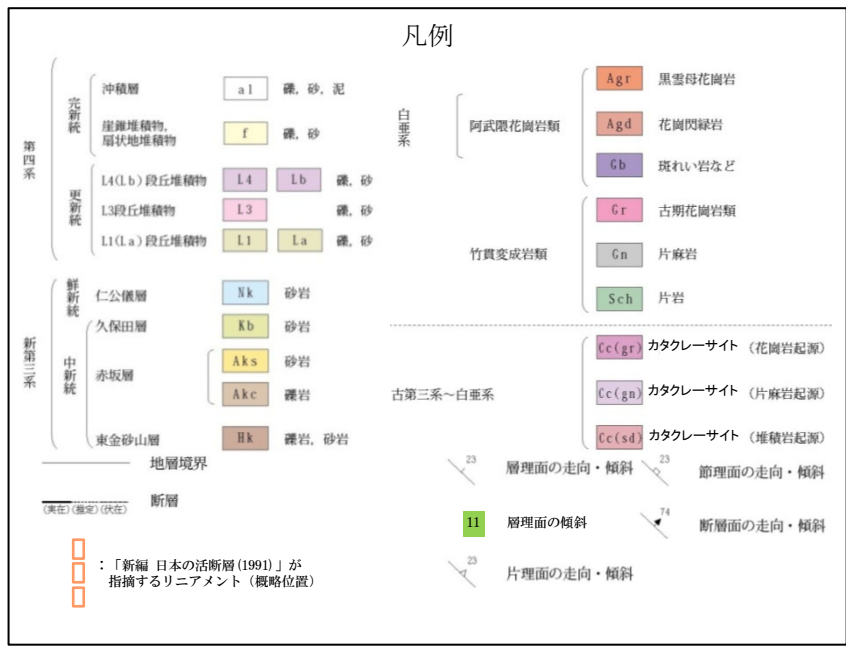 凡例
第四系
完新統
沖積層 al 礫, 砂, 泥
崖錐堆積物,
扇状地堆積物 f 礫, 砂
更新統
L4(Lb)段丘堆積物 L4 Lb 礫, 砂
L3段丘堆積物 L3 礫, 砂
L1(La)段丘堆積物 L1 La 礫, 砂
新第三系
鮮新統
仁公儀層 Nk 砂岩
中新統
久保田層 Kb 砂岩
赤坂層 Aks 砂岩
Akc 礫岩
東金砂山層 Hk 礫岩, 砂岩
地層境界
断層
(実在)(推定)(伏在)
:「新編 日本の活断層(1991)」が
指摘するリニアメント(概略位置)
白亜系
阿武隈花崗岩類
Agr 黒雲母花崗岩
Agd 花崗閃緑岩
Gb 斑れい岩など
竹貫変成岩類
Gr 古期花崗岩類
Gn 片麻岩
Sch 片岩
古第三系~白亜系
Cc(gr) カタクレーサイト (花崗岩起源)
Cc(gn) カタクレーサイト (片麻岩起源)
Cc(sd) カタクレーサイト (堆積岩起源)
23 層理面の走向・傾斜
23 節理面の走向・傾斜
11 層理面の傾斜
74 断層面の走向・傾斜
23 片理面の走向・傾斜